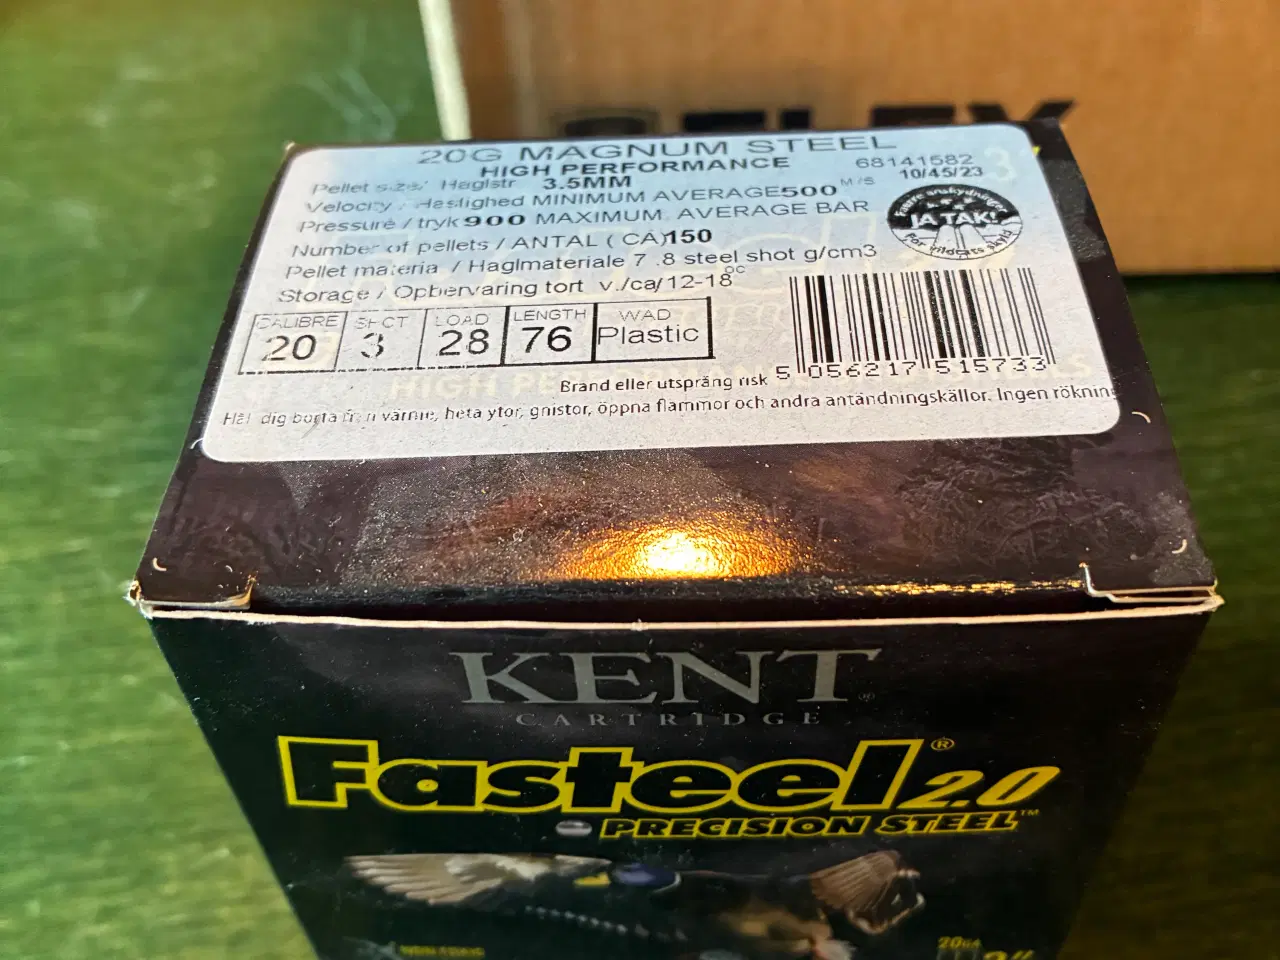 20G MAGNUM STEEL
HIGH PERFORMANCE
68141582
10/45/23
Pellet size/ Haglstr 3.5MM
Velocity / Hastighed MINIMUM AVERAGE500 M/S
Pressure / tryk 900 MAXIMUM AVERAGE BAR
Number of pellets / ANTAL ( CA)150
Pellet materia / Haglmateriale 7.8 steel shot g/cm3
Storage / Opbervaring tort v./ca/12-18°C
JA TAK!
CALIBRE SHOT LOAD LENGTH WAD
20 3 28 76 Plastic
5 056217 515733
Brand eller utspräng risk
Håll dig borta från värme, heta ytor, gnistor, öppna flammor och andra antändningskällor. Ingen rökning
KENT
CARTRIDGE
Fasteel® 2.0
PRECISION STEEL™
20GA
3"